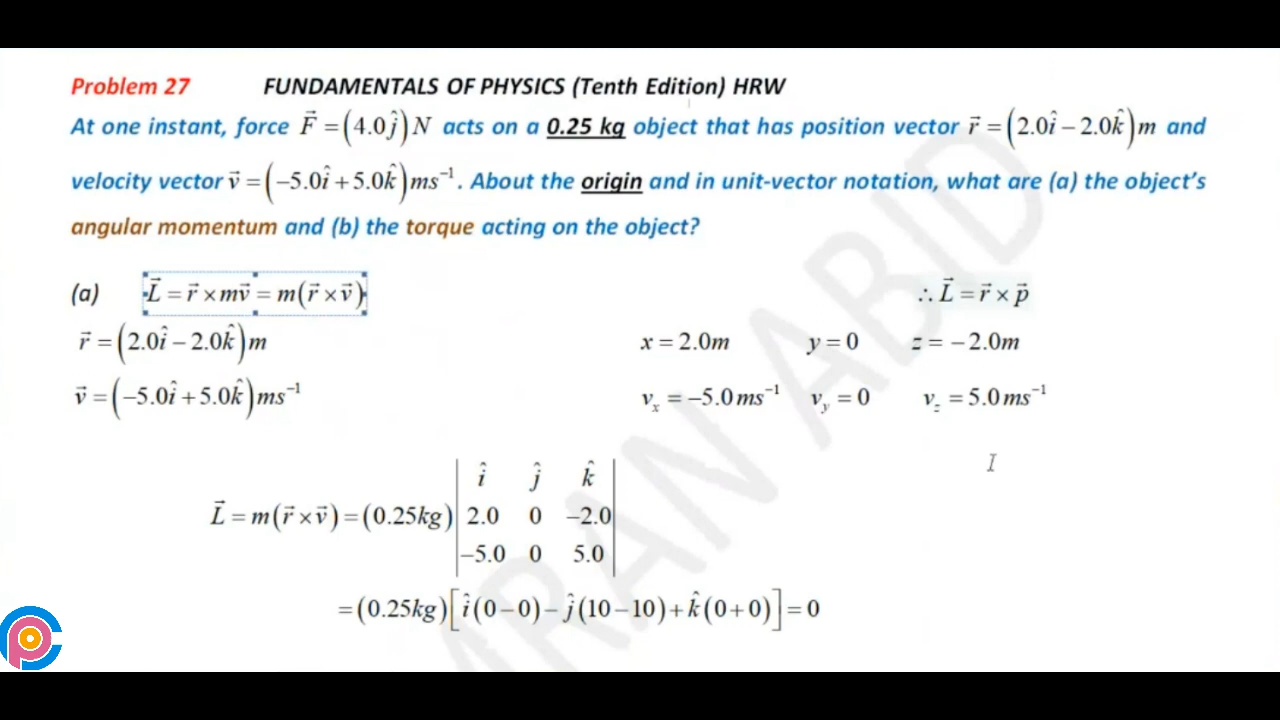 Problem 27 FUNDAMENTALS OF PHYSICS (Tenth Edition) HRW
At one instant, force F⃗ = (4.0ĵ) N acts on a 0.25 kg object that has position vector r⃗ = (2.0î − 2.0k̂) m and
velocity vector v⃗ = (−5.0î + 5.0k̂) ms⁻¹. About the origin and in unit-vector notation, what are (a) the object's
angular momentum and (b) the torque acting on the object?
(a) L⃗ = r⃗ × mv⃗ = m(r⃗ × v⃗) ∴ L⃗ = r⃗ × p⃗
r⃗ = (2.0î − 2.0k̂) m x = 2.0m y = 0 z = −2.0m
v⃗ = (−5.0î + 5.0k̂) ms⁻¹ vₓ = −5.0 ms⁻¹ v_y = 0 v_z = 5.0 ms⁻¹
î ĵ k̂
L⃗ = m(r⃗ × v⃗) = (0.25kg) 2.0 0 −2.0
−5.0 0 5.0
= (0.25kg)[î(0−0) − ĵ(10−10) + k̂(0+0)] = 0
MRAN ABID